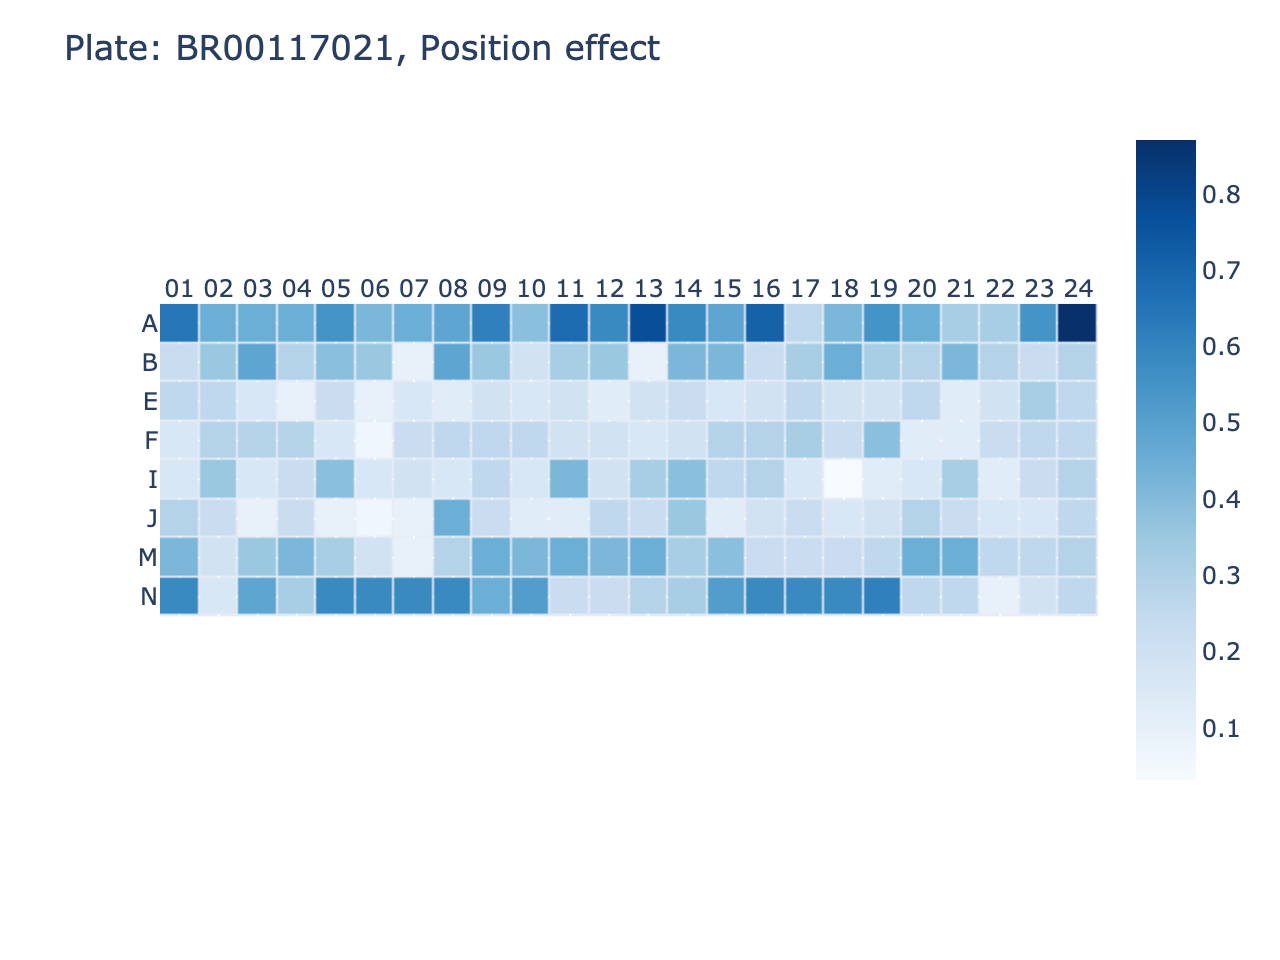 Plate: BR00117021, Position effect
01 02 03 04 05 06 07 08 09 10 11 12 13 14 15 16 17 18 19 20 21 22 23 24
A
B
E
F
I
J
M
N
0.8
0.7
0.6
0.5
0.4
0.3
0.2
0.1